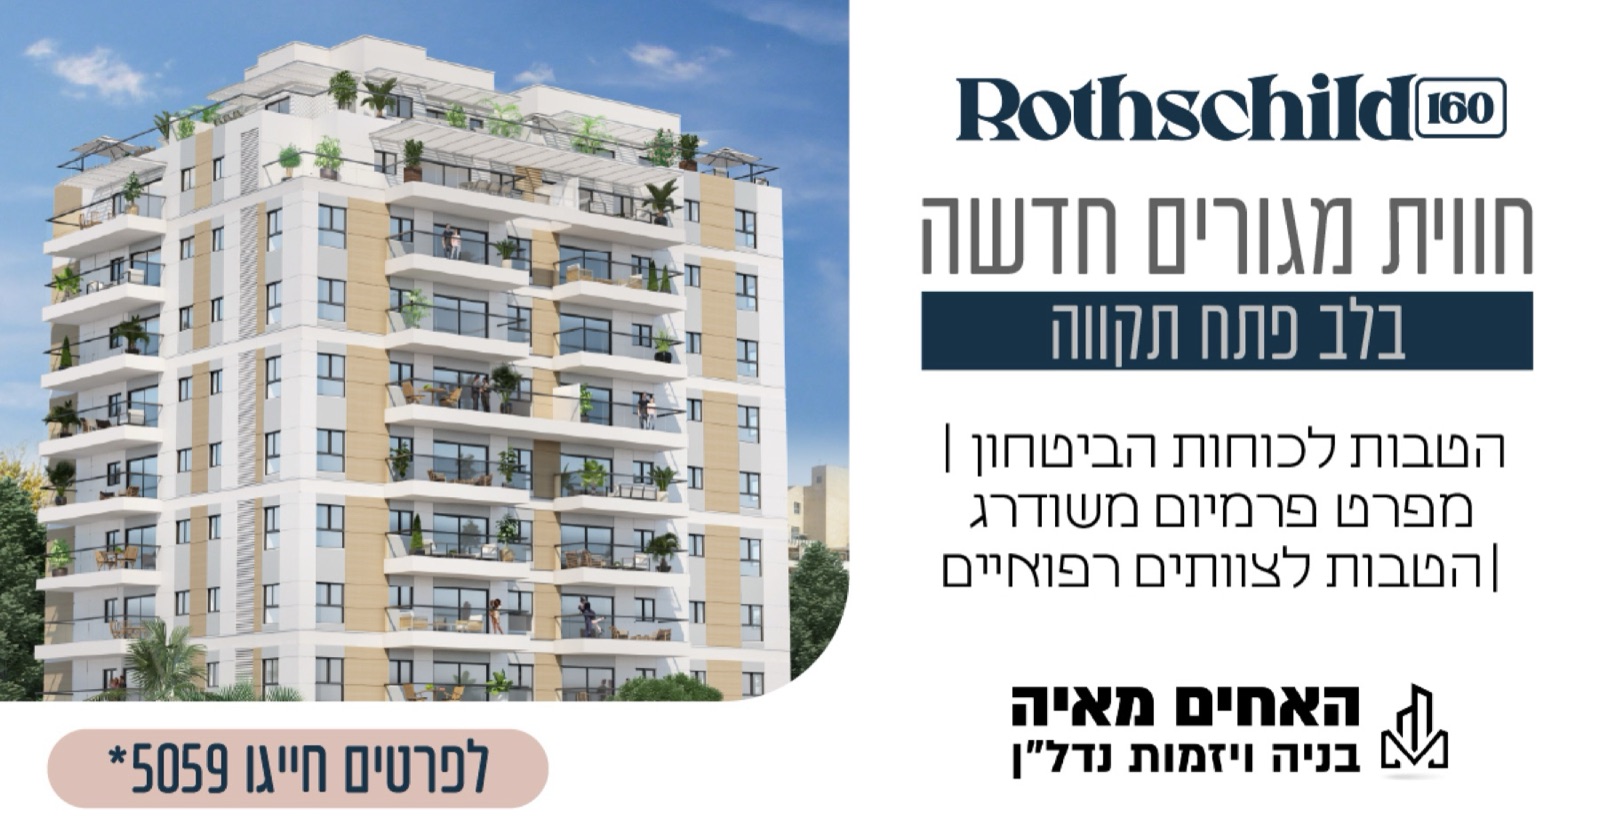 Rothschild 160
חווית מגורים חדשה
בלב פתח תקווה
הטבות לכוחות הביטחון |
מפרט פרמיום משודרג
|הטבות לצוותים רפואיים
האחים מאיה
בניה ויזמות נדל"ן
לפרטים חייגו 5059*